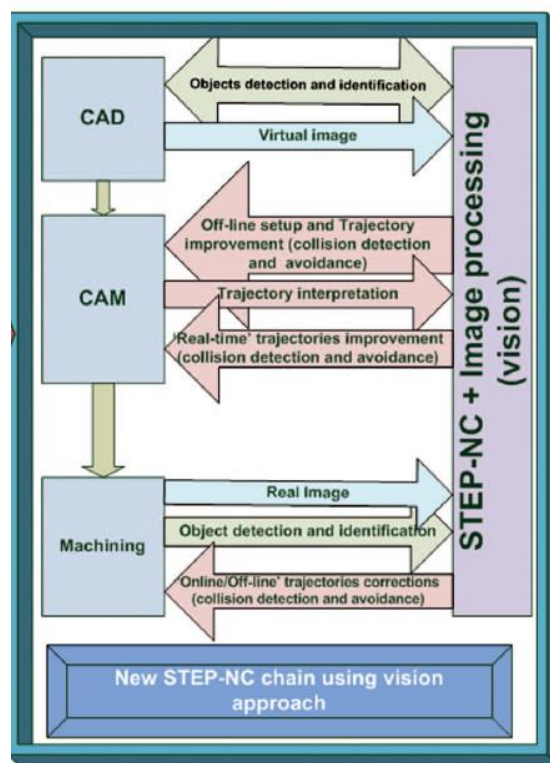 Objects detection and identification
CAD
Virtual image
Off-line setup and Trajectory
improvement (collision detection
and avoidance)
CAM
Trajectory interpretation
'Real-time' trajectories improvement
(collision detection and avoidance)
STEP-NC + Image processing
(vision)
Real Image
Machining
Object detection and identification
'Online/Off-line' trajectories corrections
(collision detection and avoidance)
New STEP-NC chain using vision
approach